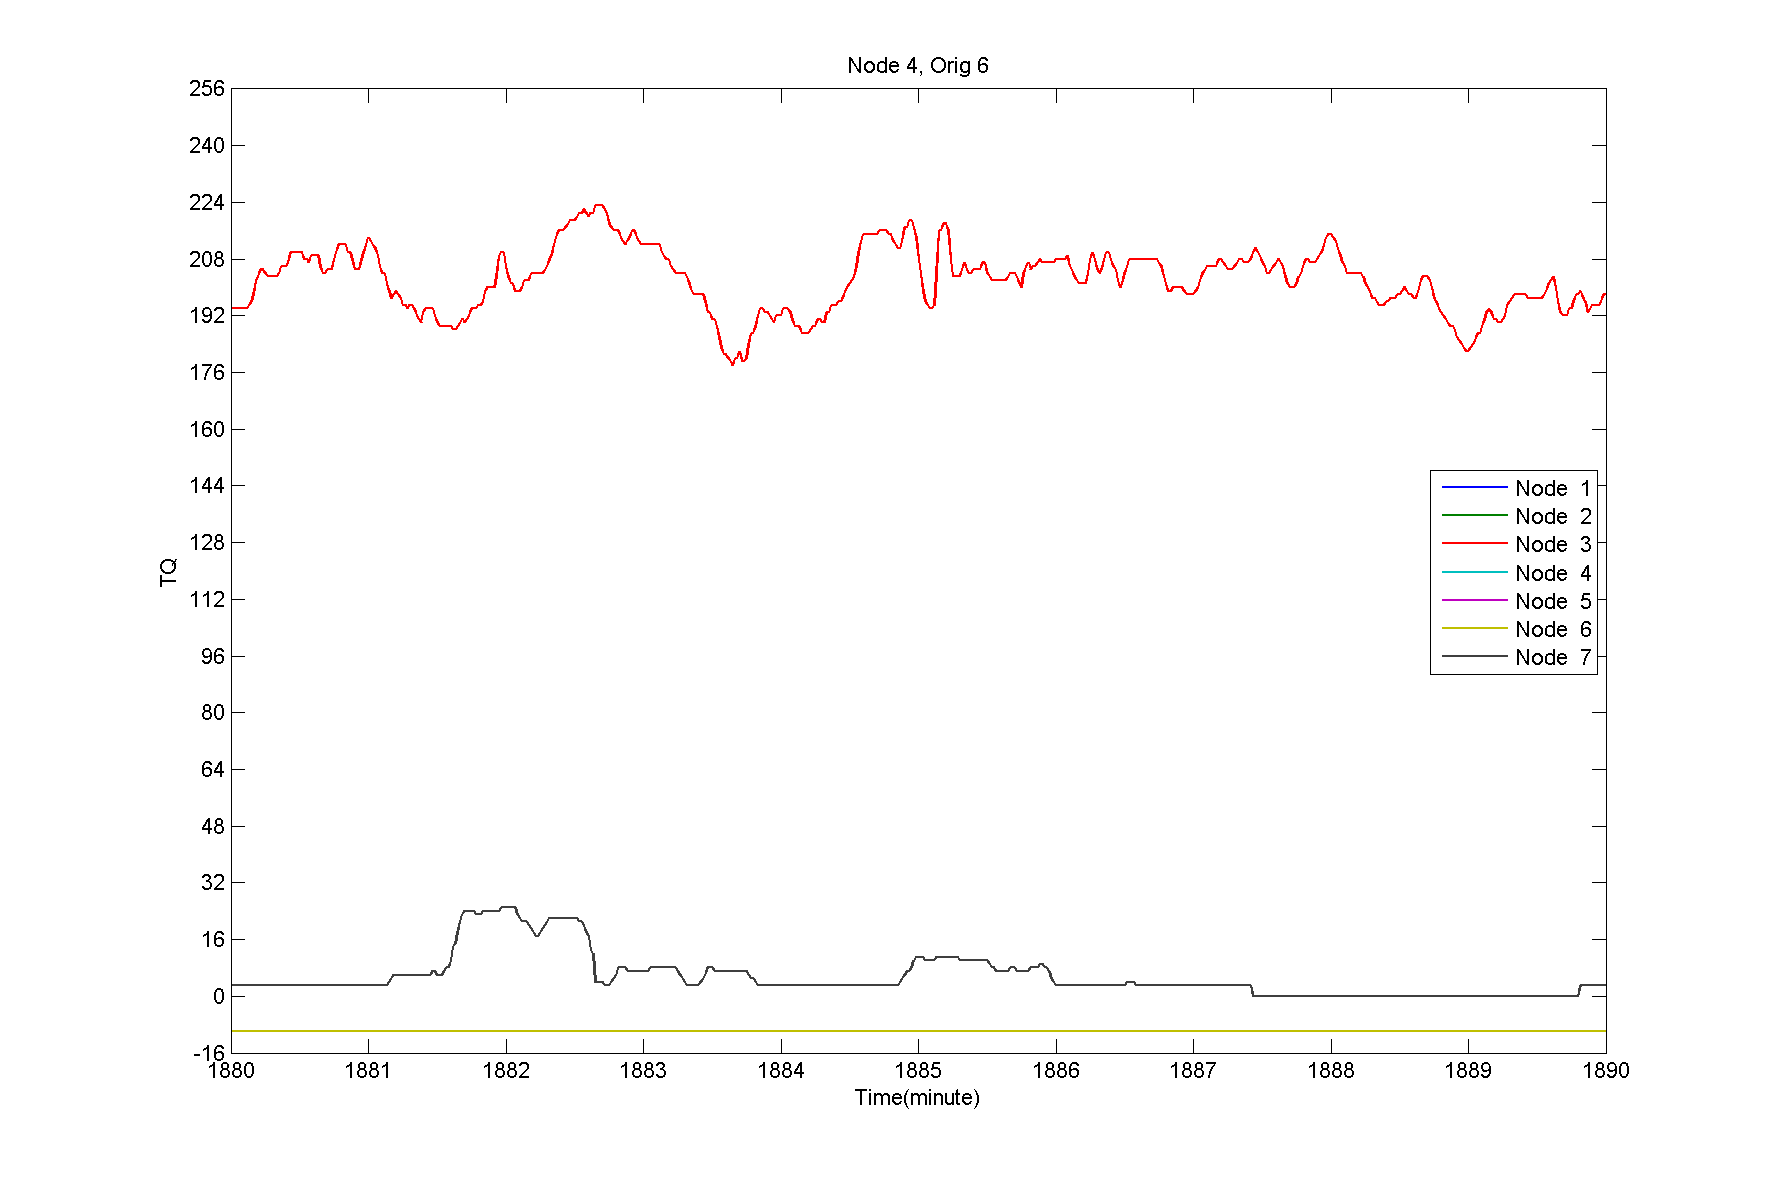 Node 4, Orig 6
256
240
224
208
192
176
160
144
128
112
96
80
64
48
32
16
0
-16
TQ
Node 1
Node 2
Node 3
Node 4
Node 5
Node 6
Node 7
1880 1881 1882 1883 1884 1885 1886 1887 1888 1889 1890
Time(minute)